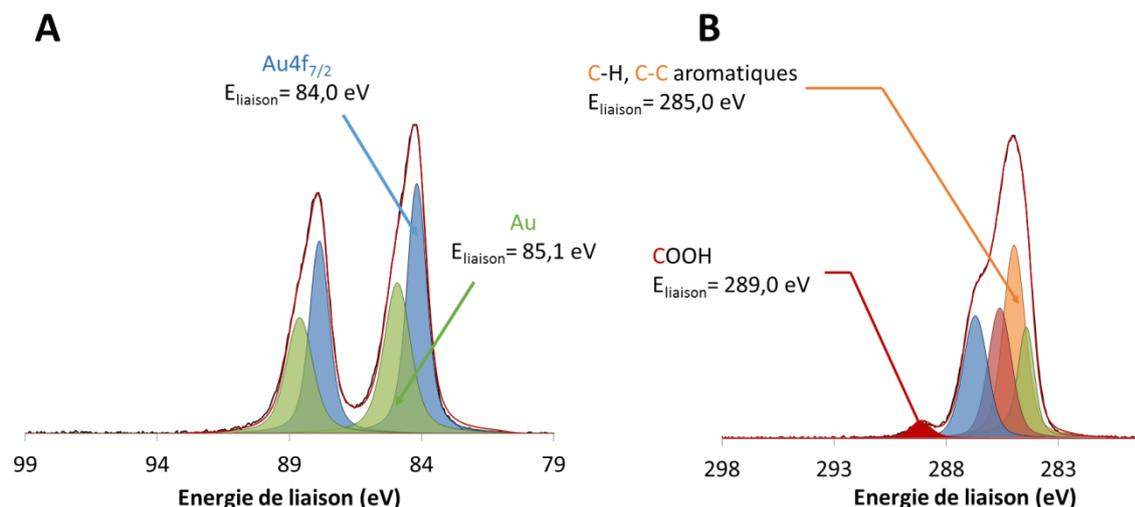 A
Au4f7/2
Eliaison= 84,0 eV
Au
Eliaison= 85,1 eV
99 94 89 84 79
Energie de liaison (eV)
B
C-H, C-C aromatiques
Eliaison= 285,0 eV
COOH
Eliaison= 289,0 eV
298 293 288 283
Energie de liaison (eV)